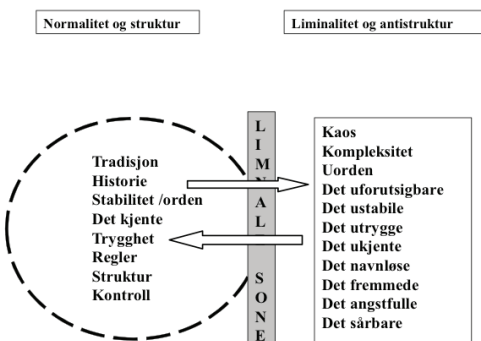 Normalitet og struktur
Liminalitet og antistruktur
Tradisjon
Historie
Stabilitet /orden
Det kjente
Trygghet
Regler
Struktur
Kontroll
L
I
M
N
A L
SONE
Kaos
Kompleksitet
Uorden
Det uforutsigbare
Det ustabile
Det utrygge
Det ukjente
Det navnløse
Det fremmede
Det angstfulle
Det sårbare